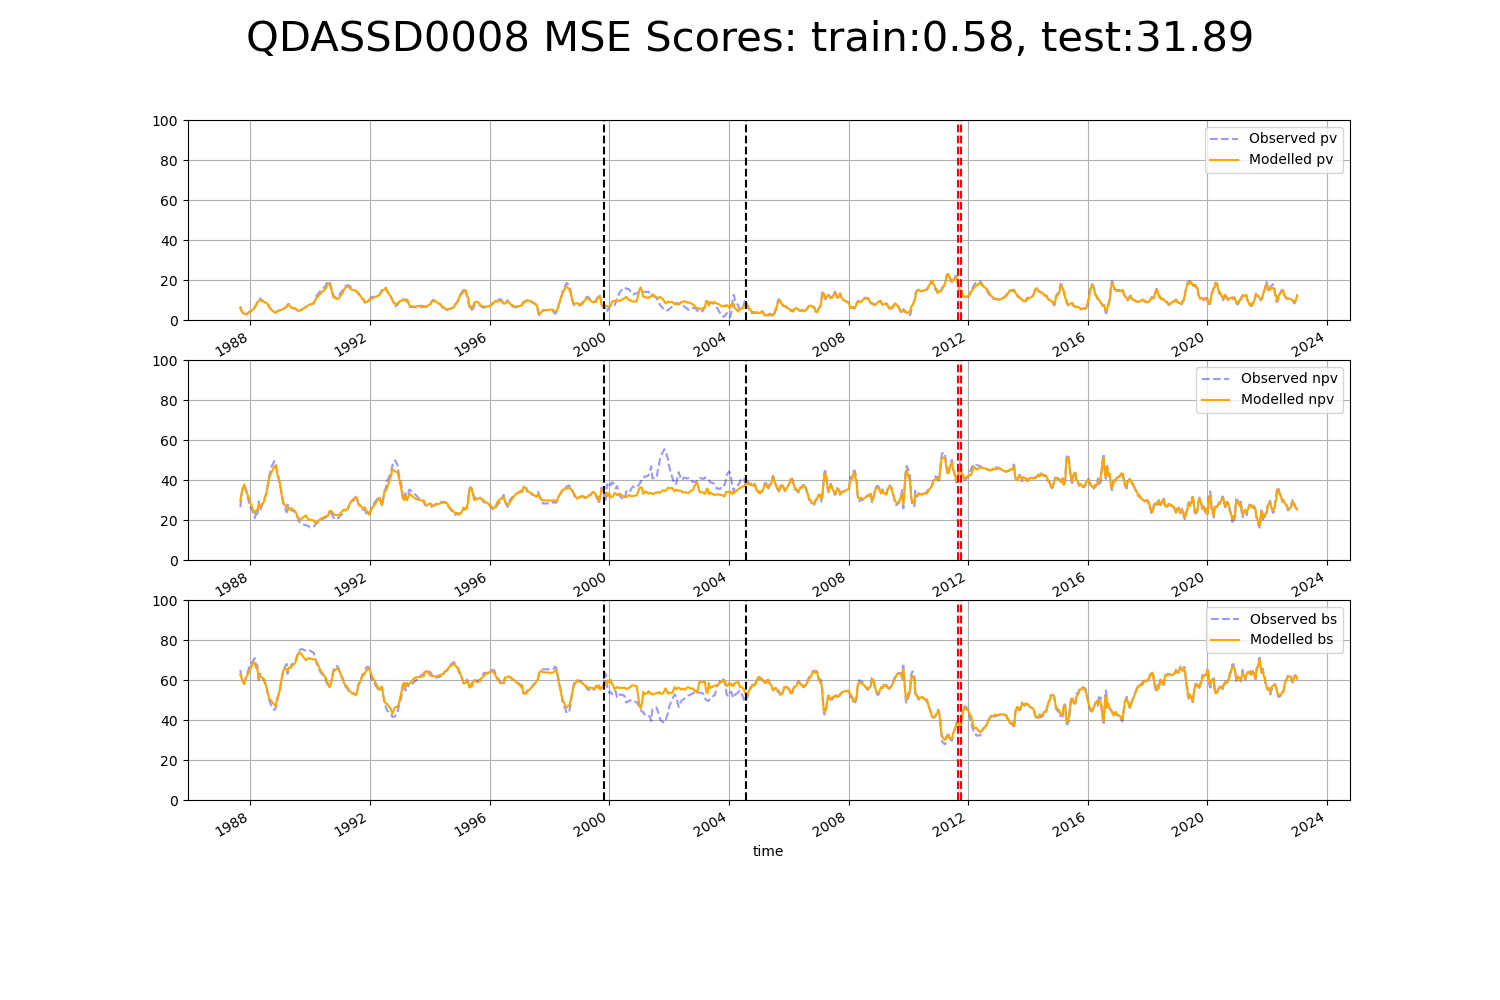 QDASSD0008 MSE Scores: train:0.58, test:31.89
100
80
60
40
20
0
Observed pv
Modelled pv
1988 1992 1996 2000 2004 2008 2012 2016 2020 2024
100
80
60
40
20
0
Observed npv
Modelled npv
1988 1992 1996 2000 2004 2008 2012 2016 2020 2024
100
80
60
40
20
0
Observed bs
Modelled bs
1988 1992 1996 2000 2004 2008 2012 2016 2020 2024
time